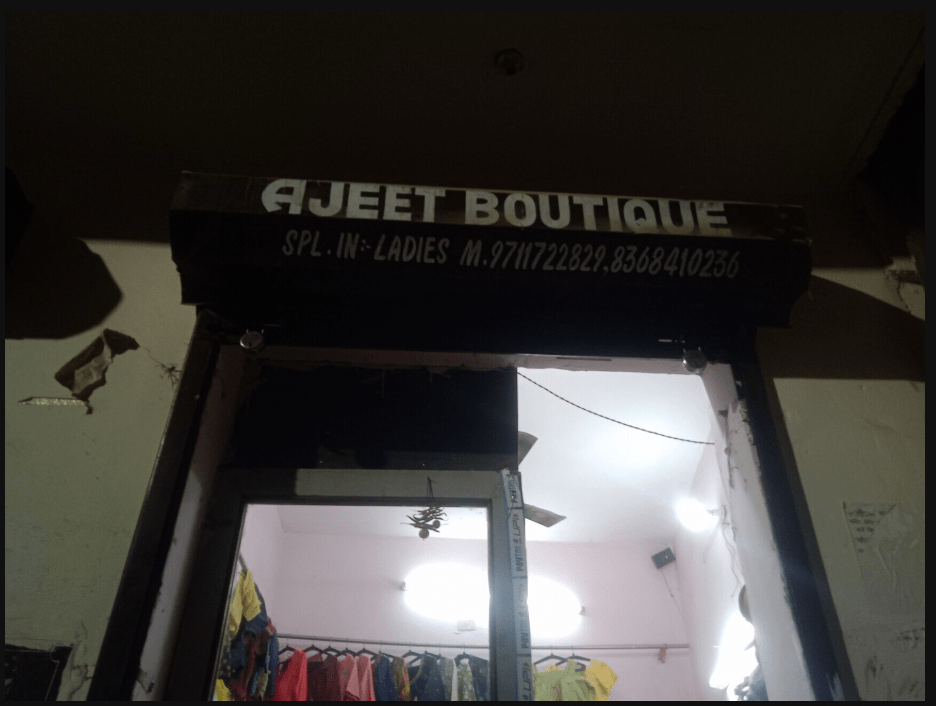 AJEET BOUTIQUE
SPL. IN:- LADIES M.9711722829,8368410236